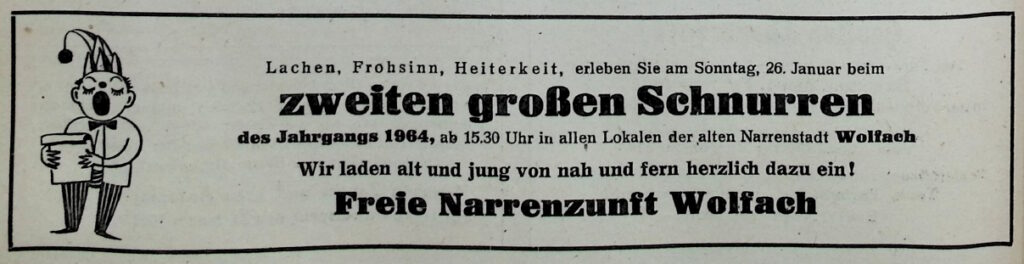 Lachen, Frohsinn, Heiterkeit, erleben Sie am Sonntag, 26. Januar beim
zweiten großen Schnurren
des Jahrgangs 1964, ab 15.30 Uhr in allen Lokalen der alten Narrenstadt Wolfach
Wir laden alt und jung von nah und fern herzlich dazu ein!
Freie Narrenzunft Wolfach